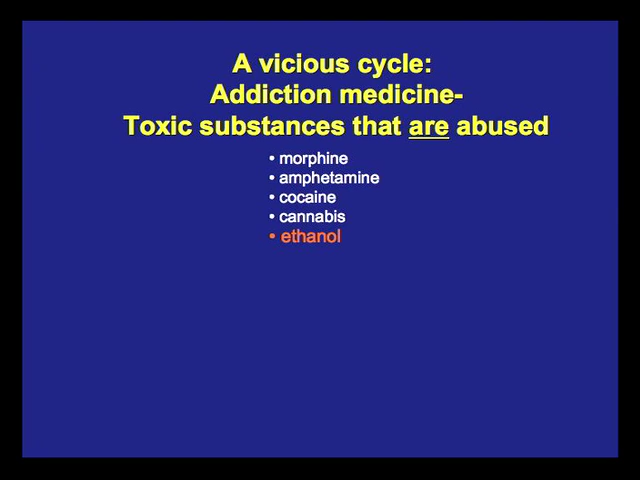 A vicious cycle:
Addiction medicine-
Toxic substances that are abused
• morphine
• amphetamine
• cocaine
• cannabis
• ethanol